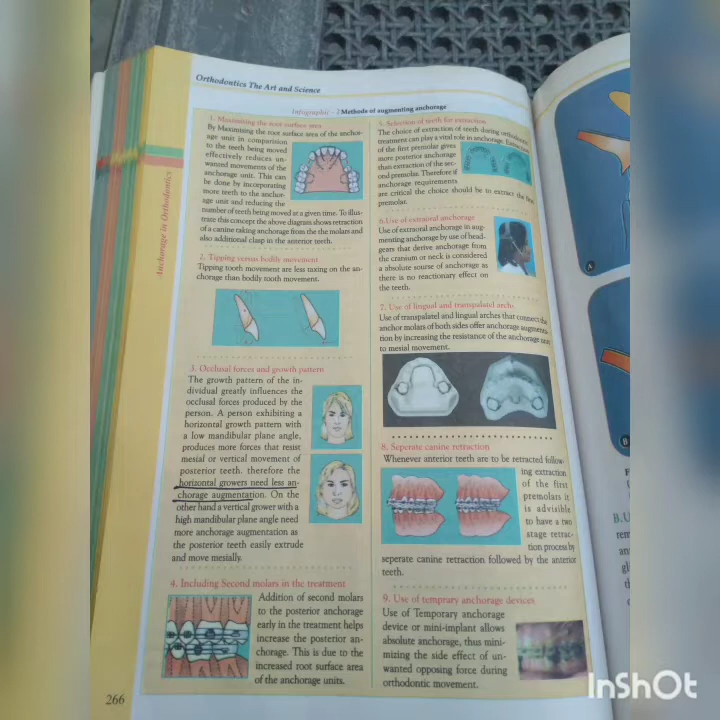 Orthodontics The Art and Science
Infographic - 2 Methods of augmenting anchorage
Anchorage in Orthodontics
1. Maximising the root surface area
By Maximising the root surface area of the anchor-
age unit in comparision
to the teeth being moved
effectively reduces un-
wanted movements of the
anchorage unit. This can
be done by incorporating
more teeth to the anchor-
age unit and reducing the
number of teeth being moved at a given time. To illus-
trate this concept the above diagram shows retraction
of a canine taking anchorage from the the molars and
also additional clasp in the anterior teeth.
2. Tipping versus bodily movement
Tipping tooth movement are less taxing on the an-
chorage than bodily tooth movement.
3. Occlusal forces and growth pattern
The growth pattern of the in-
dividual greatly influences the
occlusal forces produced by the
person. A person exhibiting a
horizontal growth pattern with
a low mandibular plane angle,
produces more forces that resist
mesial or vertical movement of
posterior teeth. therefore the
horizontal growers need less an-
chorage augmentation. On the
other hand a vertical grower with a
high mandibular plane angle need
more anchorage augmentation as
the posterior teeth easily extrude
and move mesially.
4. Including Second molars in the treatment
Addition of second molars
to the posterior anchorage
early in the treatment helps
increase the posterior an-
chorage. This is due to the
increased root surface area
of the anchorage units.
266
5. Selection of teeth for extraction
The choice of extraction of teeth during orthodontic
treatment can play a vital role in anchorage. Extraction
of the first premolar gives
more posterior anchorage
than extraction of the sec-
ond premolar. Therefore if
anchorage requirements
are critical the choice should be to extract the first
premolar.
6.Use of extraoral anchorage
Use of extraoral anchorage in aug-
menting anchorage by use of head-
gears that derive anchorage from
the cranium or neck is considered
a absolute source of anchorage as
there is no reactionary effect on
the teeth.
7. Use of lingual and transpalatel archs
Use of transpalatel and lingual arches that connect the
anchor molars of both sides offer anchorage augmenta-
tion by increasing the resistance of the anchorage unit
to mesial movement.
8. Seperate canine retraction
Whenever anterior teeth are to be retracted follow-
ing extraction
of the first
premolars it
is advisible
to have a two
stage retrac-
tion process by
seperate canine retraction followed by the anterior
teeth.
9. Use of temprary anchorage devices
Use of Temporary anchorage
device or mini-implant allows
absolute anchorage, thus mini-
mizing the side effect of un-
wanted opposing force during
orthodontic movement.
A
B
B.U
InShOt